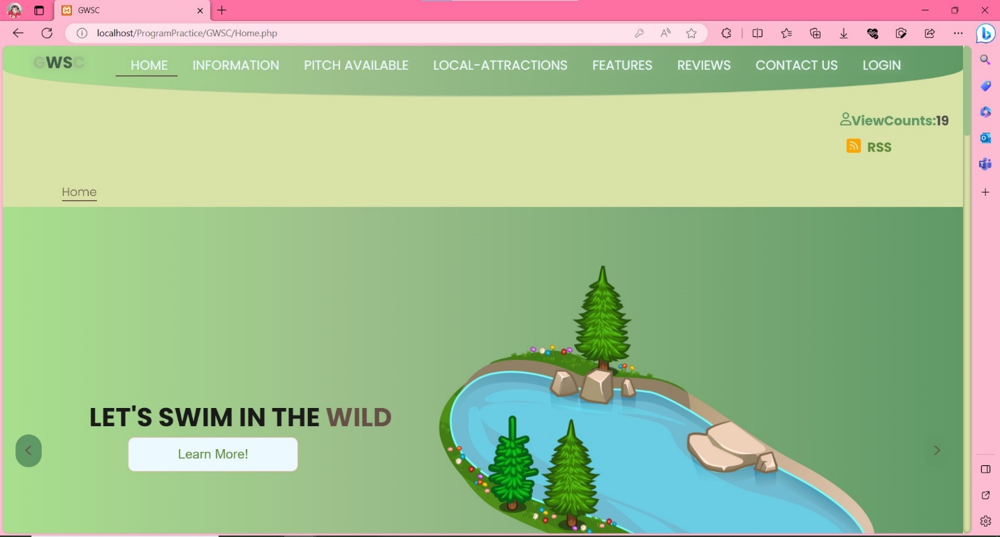 GWSC
localhost/ProgramPractice/GWSC/Home.php
GWSC HOME INFORMATION PITCH AVAILABLE LOCAL-ATTRACTIONS FEATURES REVIEWS CONTACT US LOGIN
ViewCounts:19
RSS
Home
LET'S SWIM IN THE WILD
Learn More!